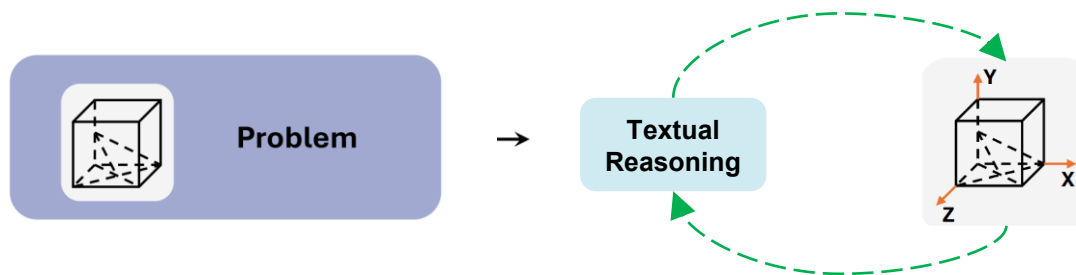 Problem
Textual
Reasoning
Y
X
Z